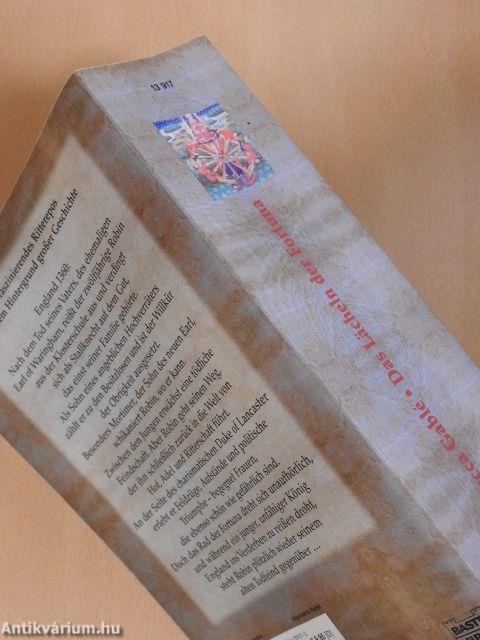 13 917
ecca Gablé • Das Lächeln der Fortuna
BASTEI
aszinierendes Ritterepos
em Hintergrund großer Geschichte
England 1360:
Nach dem Tod seines Vaters, des ehemaligen
Earl of Waringham, reißt der zwölfjährige Robin
aus der Klosterschule aus und verdingt
sich als Stallknecht auf dem Gut,
das einst seiner Familie gehörte.
Als Sohn eines angeblichen Hochverräters
zählt er zu den Besitzlosen und ist der Willkür
der Obrigkeit ausgesetzt.
Besonders Mortimer, der Sohn des neuen Earl,
schikaniert Robin, wo er kann.
Zwischen den Jungen erwächst eine tödliche
Feindschaft. Aber Robin geht seinen Weg,
der ihn schließlich zurück in die Welt von
Hof, Adel und Ritterschaft führt.
An der Seite des charismatischen Duke of Lancaster
erlebt er Feldzüge, Aufstände und politische
Triumphe – begegnet Frauen,
die ebenso schön wie gefährlich sind.
Doch das Rad der Fortuna dreht sich unaufhörlich,
und während ein junger, unfähiger König
England ins Verderben zu reißen droht,
steht Robin plötzlich wieder seinem
alten Todfeind gegenüber ...
Antikvárium.hu